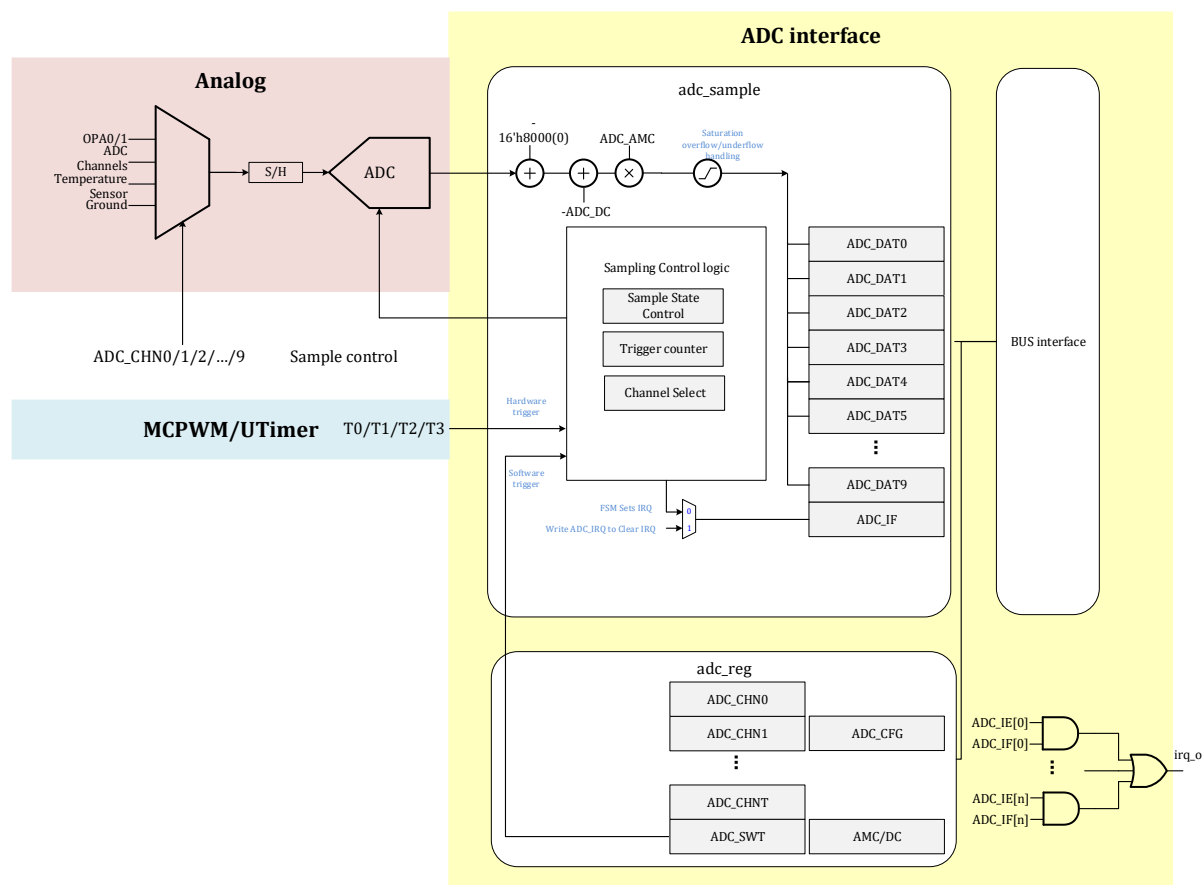 ADC interface
Analog
adc_sample
-
16'h8000(0)
ADC_AMC
Saturation
overflow/underflow
handling
OPA0/1
ADC
Channels
Temperature
Sensor
Ground
S/H
ADC
+
+
×
-ADC_DC
Sampling Control logic
Sample State
Control
Trigger counter
Channel Select
ADC_DAT0
ADC_DAT1
ADC_DAT2
ADC_DAT3
ADC_DAT4
ADC_DAT5
⋮
ADC_DAT9
ADC_IF
BUS interface
ADC_CHN0/1/2/.../9
Sample control
MCPWM/UTimer
T0/T1/T2/T3
Hardware
trigger
Software
trigger
FSM Sets IRQ
0
Write ADC_IRQ to Clear IRQ
1
adc_reg
ADC_CHN0
ADC_CHN1
ADC_CFG
⋮
ADC_CHNT
ADC_SWT
AMC/DC
ADC_IE[0]
ADC_IF[0]
⋮
ADC_IE[n]
ADC_IF[n]
irq_o